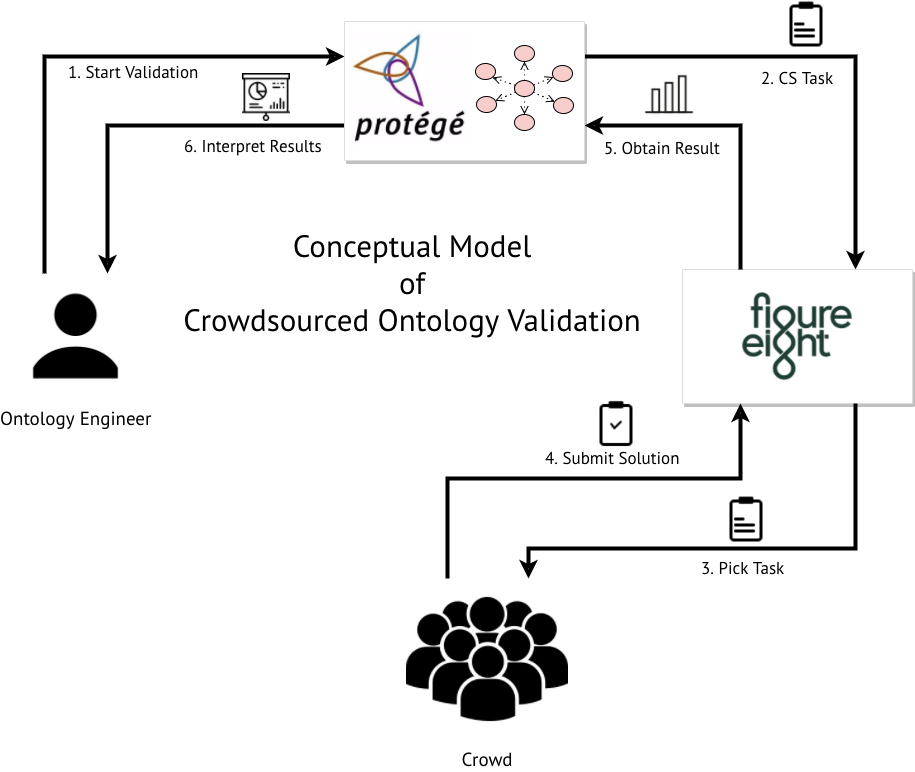 1. Start Validation
2. CS Task
protégé
6. Interpret Results
5. Obtain Result
Conceptual Model
of
Crowdsourced Ontology Validation
figure
eight
Ontology Engineer
4. Submit Solution
3. Pick Task
Crowd